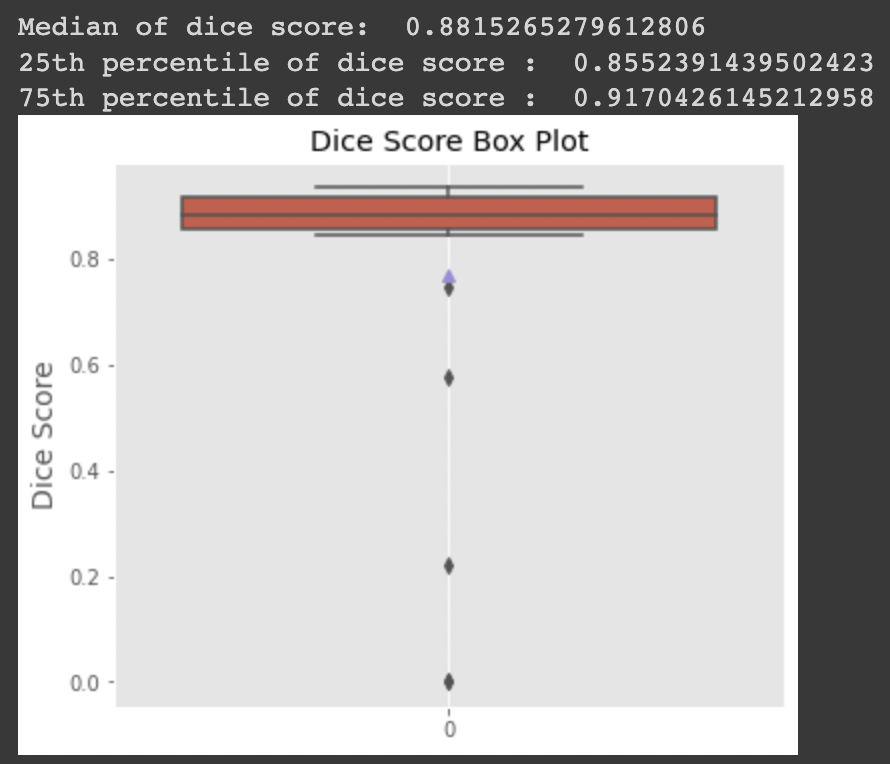 Median of dice score:  0.8815265279612806
25th percentile of dice score :  0.8552391439502423
75th percentile of dice score :  0.9170426145212958
Dice Score Box Plot
Dice Score
0.8
0.6
0.4
0.2
0.0
0